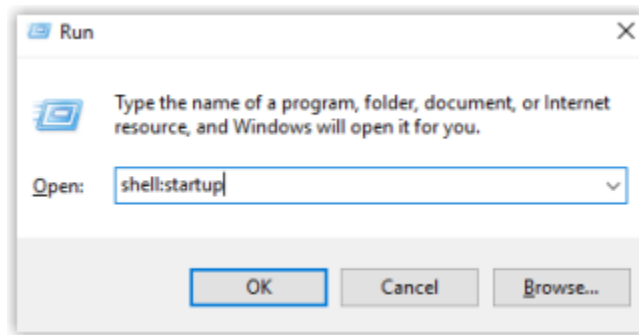 Run
Type the name of a program, folder, document, or Internet
resource, and Windows will open it for you.
Open: shell:startup
OK Cancel Browse...